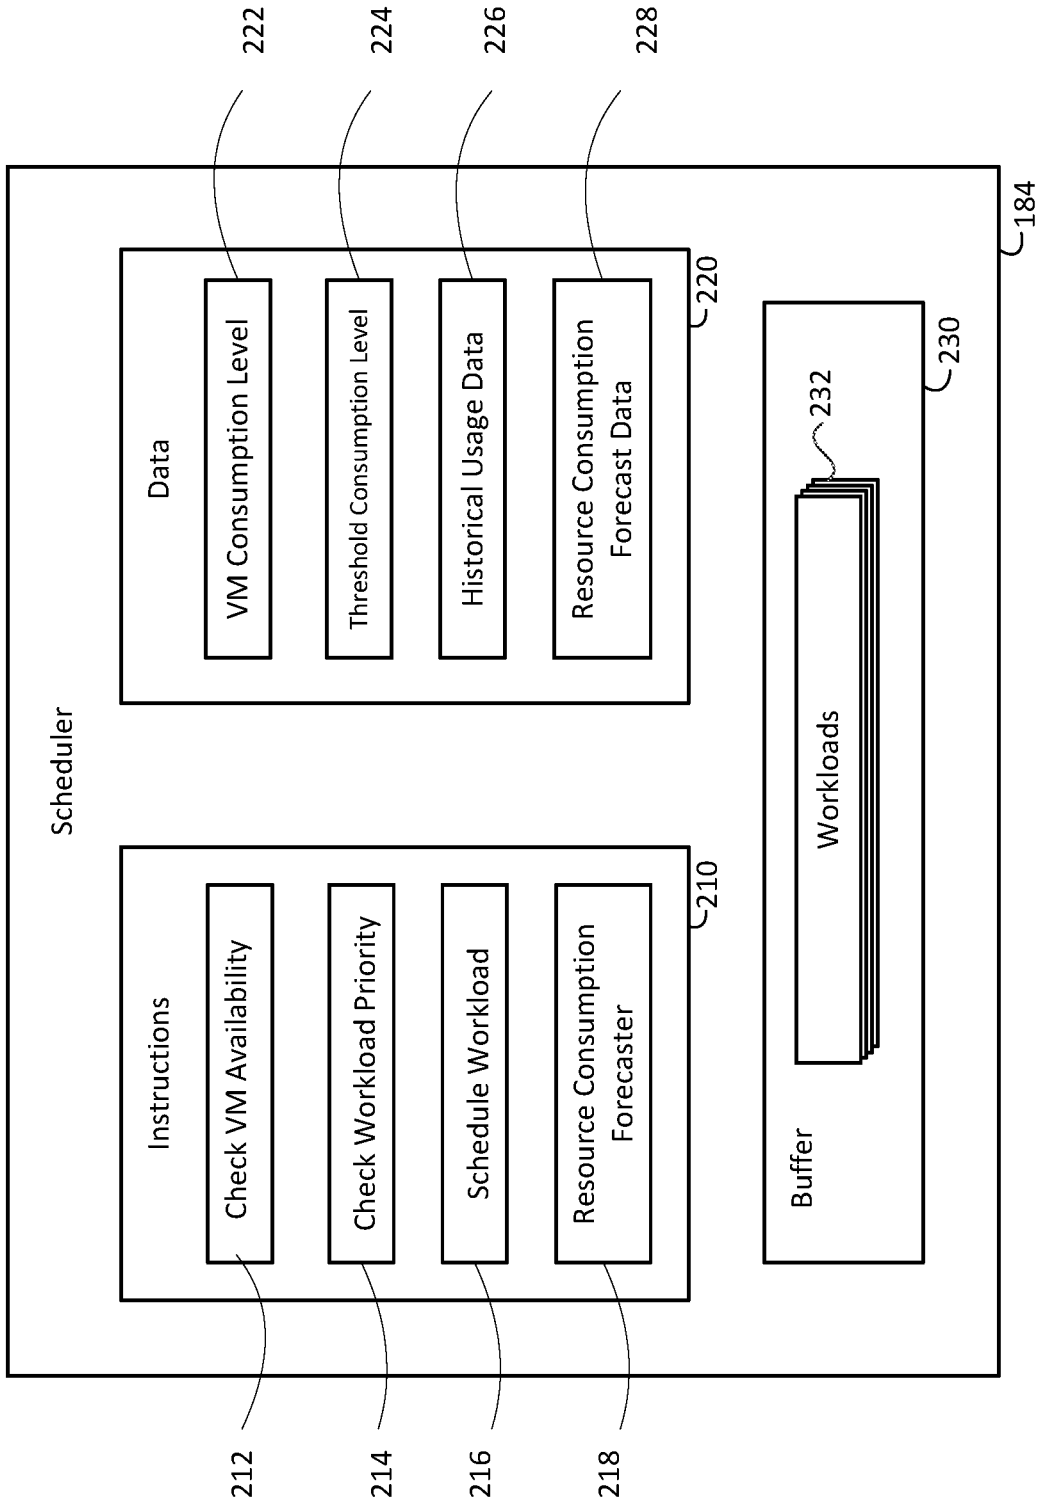 Scheduler
Instructions
Data
212
Check VM Availability
VM Consumption Level
222
214
Check Workload Priority
Threshold Consumption Level
224
216
Schedule Workload
Historical Usage Data
226
218
Resource Consumption
Forecaster
Resource Consumption
Forecast Data
228
210
220
Buffer
Workloads
232
230
184